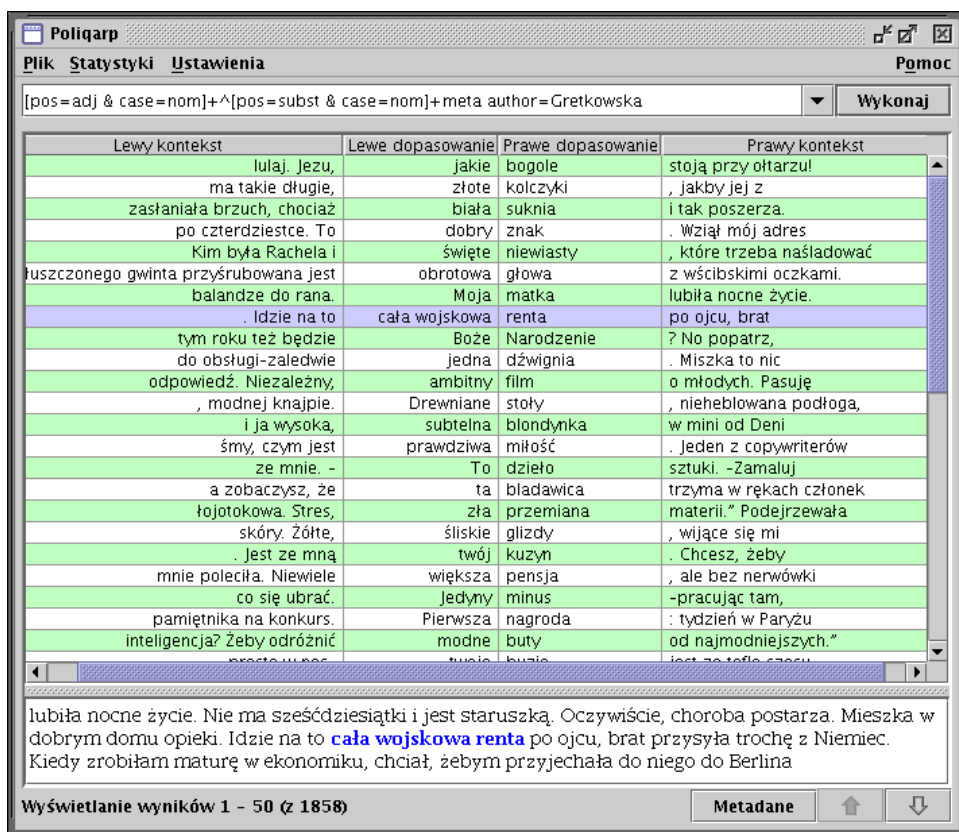 Poliqarp
Plik Statystyki Ustawienia Pomoc
[pos=adj & case=nom]+^[pos=subst & case=nom]+meta author=Gretkowska Wykonaj
Lewy kontekst Lewe dopasowanie Prawe dopasowanie Prawy kontekst
lulaj. Jezu, jakie bogole stoją przy ołtarzu!
ma takie długie, złote kolczyki , jakby jej z
zasłaniała brzuch, chociaż biała suknia i tak poszerza.
po czterdziestce. To dobry znak . Wziął mój adres
Kim była Rachela i święte niewiasty , które trzeba naśladować
łuszczonego gwinta przyśrubowana jest obrotowa głowa z wścibskimi oczkami.
balandze do rana. Moja matka lubiła nocne życie.
. Idzie na to cała wojskowa renta po ojcu, brat
tym roku też będzie Boże Narodzenie ? No popatrz,
do obsługi-zaledwie jedna dźwignia . Miszka to nic
odpowiedź. Niezależny, ambitny film o młodych. Pasuję
, modnej knajpie. Drewniane stoły , nieheblowana podłoga,
i ja wysoka, subtelna blondynka w mini od Deni
śmy, czym jest prawdziwa miłość . Jeden z copywriterów
ze mnie. – To dzieło sztuki. –Zamaluj
a zobaczysz, że ta bladawica trzyma w rękach członek
łojotokowa. Stres, zła przemiana materii.” Podejrzewała
skóry. Żółte, śliskie glizdy , wijące się mi
. Jest ze mną twój kuzyn . Chcesz, żeby
mnie poleciła. Niewiele większa pensja , ale bez nerwówki
co się ubrać. Jedyny minus –pracując tam,
pamiętnika na konkurs. Pierwsza nagroda : tydzień w Paryżu
inteligencja? Żeby odróżnić modne buty od najmodniejszych.”
lubiła nocne życie. Nie ma sześćdziesiątki i jest staruszką. Oczywiście, choroba postarza. Mieszka w
dobrym domu opieki. Idzie na to cała wojskowa renta po ojcu, brat przysyła trochę z Niemiec.
Kiedy zrobiłam maturę w ekonomiku, chciał, żebym przyjechała do niego do Berlina
Wyświetlanie wyników 1 – 50 (z 1858) Metadane